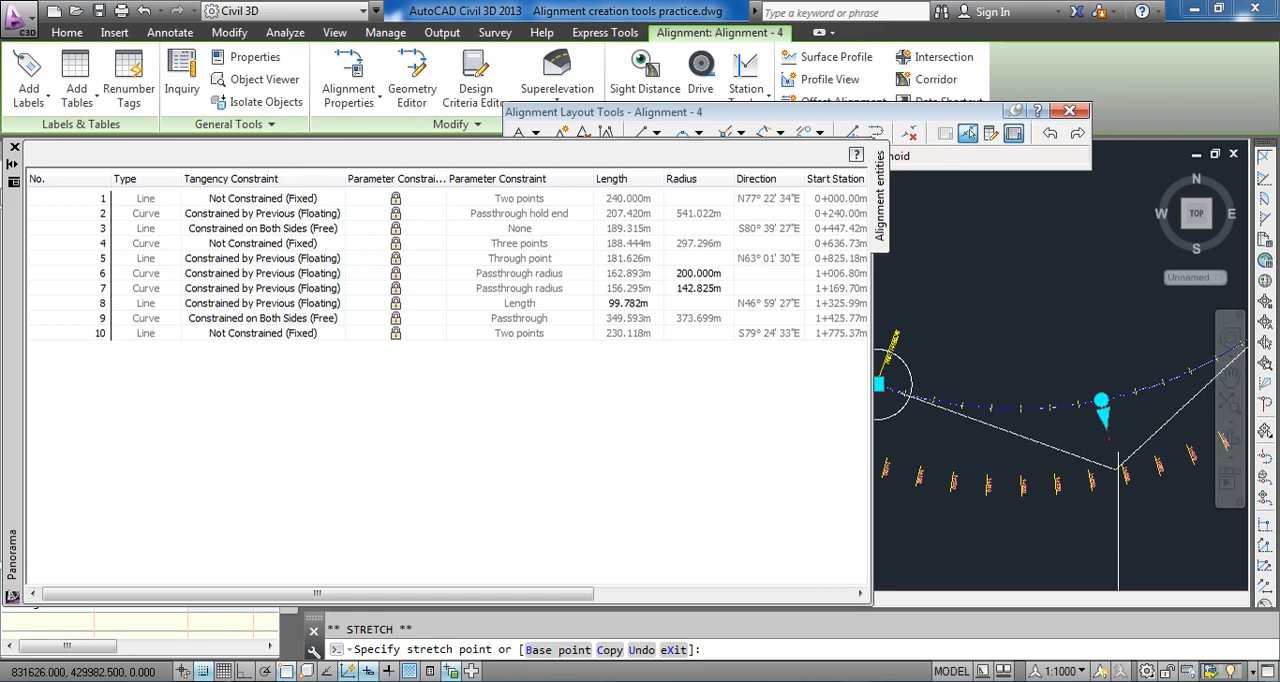 Civil 3D
AutoCAD Civil 3D 2013 Alignment creation tools practice.dwg
Type a keyword or phrase
Sign In
C3D
Home Insert Annotate Modify Analyze View Manage Output Survey Help Express Tools Alignment: Alignment - 4
Add Labels
Add Tables
Renumber Tags
Labels & Tables
Inquiry
Properties
Object Viewer
Isolate Objects
General Tools
Alignment Properties
Geometry Editor
Design Criteria Edit
Superelevation
Modify
Sight Distance
Drive
Station Tools
Surface Profile
Profile View
Intersection
Corridor
Alignment Layout Tools - Alignment - 4
noid
Alignment entities
No. Type Tangency Constraint Parameter Constrai... Parameter Constraint Length Radius Direction Start Station
1 Line Not Constrained (Fixed) Two points 240.000m N77° 22' 34"E 0+000.00m
2 Curve Constrained by Previous (Floating) Passthrough hold end 207.420m 541.022m 0+240.00m
3 Line Constrained on Both Sides (Free) None 189.315m S80° 39' 27"E 0+447.42m
4 Curve Not Constrained (Fixed) Three points 188.444m 297.296m 0+636.73m
5 Line Constrained by Previous (Floating) Through point 181.626m N63° 01' 30"E 0+825.18m
6 Curve Constrained by Previous (Floating) Passthrough radius 162.893m 200.000m 1+006.80m
7 Curve Constrained by Previous (Floating) Passthrough radius 156.295m 142.825m 1+169.70m
8 Line Constrained by Previous (Floating) Length 99.782m N46° 59' 27"E 1+325.99m
9 Curve Constrained on Both Sides (Free) Passthrough 349.593m 373.699m 1+425.77m
10 Line Not Constrained (Fixed) Two points 230.118m S79° 24' 33"E 1+775.37m
Panorama
N
W TOP E
S
Unnamed
** STRETCH **
Specify stretch point or [Base point Copy Undo eXit]:
831626.000, 429982.500, 0.000
MODEL
1:1000